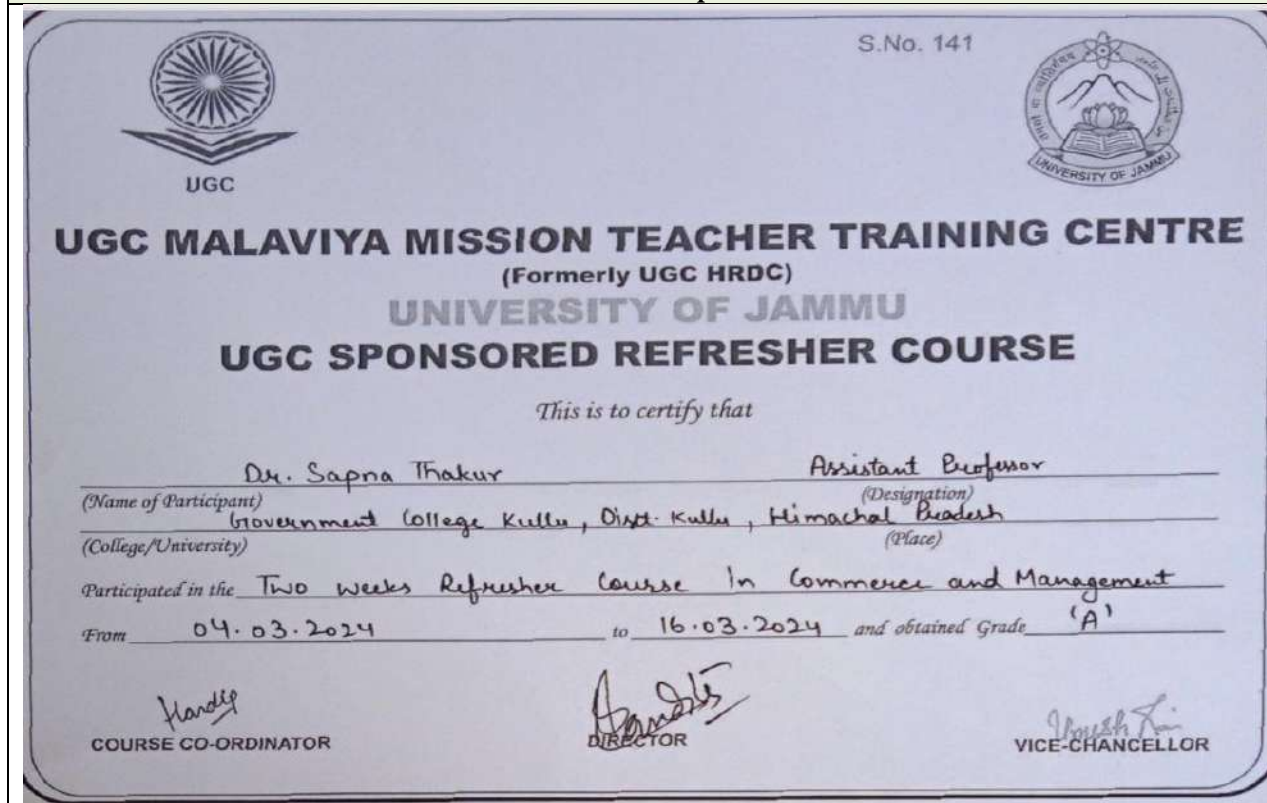 S.No. 141
UGC
UNIVERSITY OF JAMMU
UGC MALAVIYA MISSION TEACHER TRAINING CENTRE
(Formerly UGC HRDC)
UNIVERSITY OF JAMMU
UGC SPONSORED REFRESHER COURSE
This is to certify that
Dr. Sapna Thakur Assistant Professor
(Name of Participant) (Designation)
Government College Kullu, Distt. Kullu, Himachal Pradesh
(College/University) (Place)
Participated in the Two weeks Refresher Course In Commerce and Management
From 04.03.2024 to 16.03.2024 and obtained Grade 'A'
Hardip
COURSE CO-ORDINATOR DIRECTOR VICE-CHANCELLOR